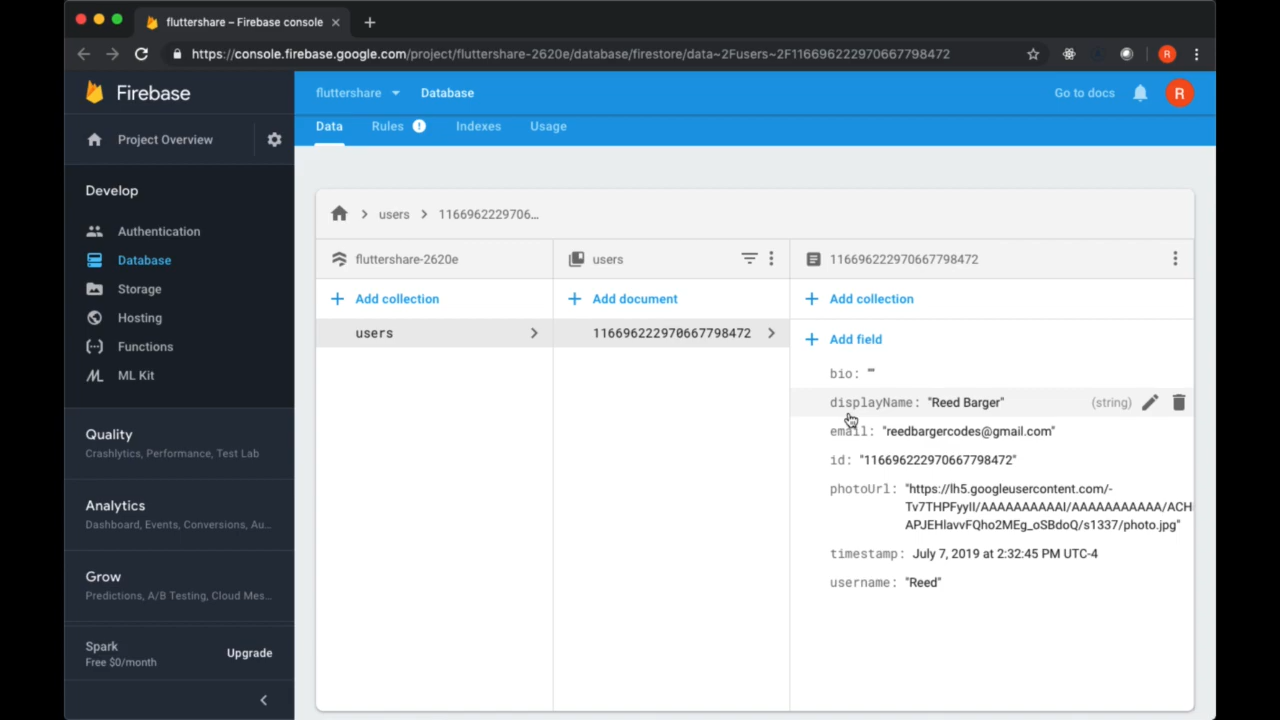 fluttershare – Firebase console
https://console.firebase.google.com/project/fluttershare-2620e/database/firestore/data~2Fusers~2F116696222970667798472
R
Firebase
fluttershare
Database
Go to docs
R
Project Overview
Data
Rules
Indexes
Usage
Develop
Authentication
Database
Storage
Hosting
Functions
ML Kit
Quality
Crashlytics, Performance, Test Lab
Analytics
Dashboard, Events, Conversions, Au...
Grow
Predictions, A/B Testing, Cloud Mes...
Spark
Free $0/month
Upgrade
users
1166962229706...
fluttershare-2620e
users
116696222970667798472
Add collection
Add document
Add collection
users
116696222970667798472
Add field
bio: ""
displayName: "Reed Barger"
(string)
email: "reedbargercodes@gmail.com"
id: "116696222970667798472"
photoUrl: "https://lh5.googleusercontent.com/-
Tv7THPFyyII/AAAAAAAAAAI/AAAAAAAAAAA/ACH
APJEHlavvFQho2MEg_oSBdoQ/s1337/photo.jpg"
timestamp: July 7, 2019 at 2:32:45 PM UTC-4
username: "Reed"